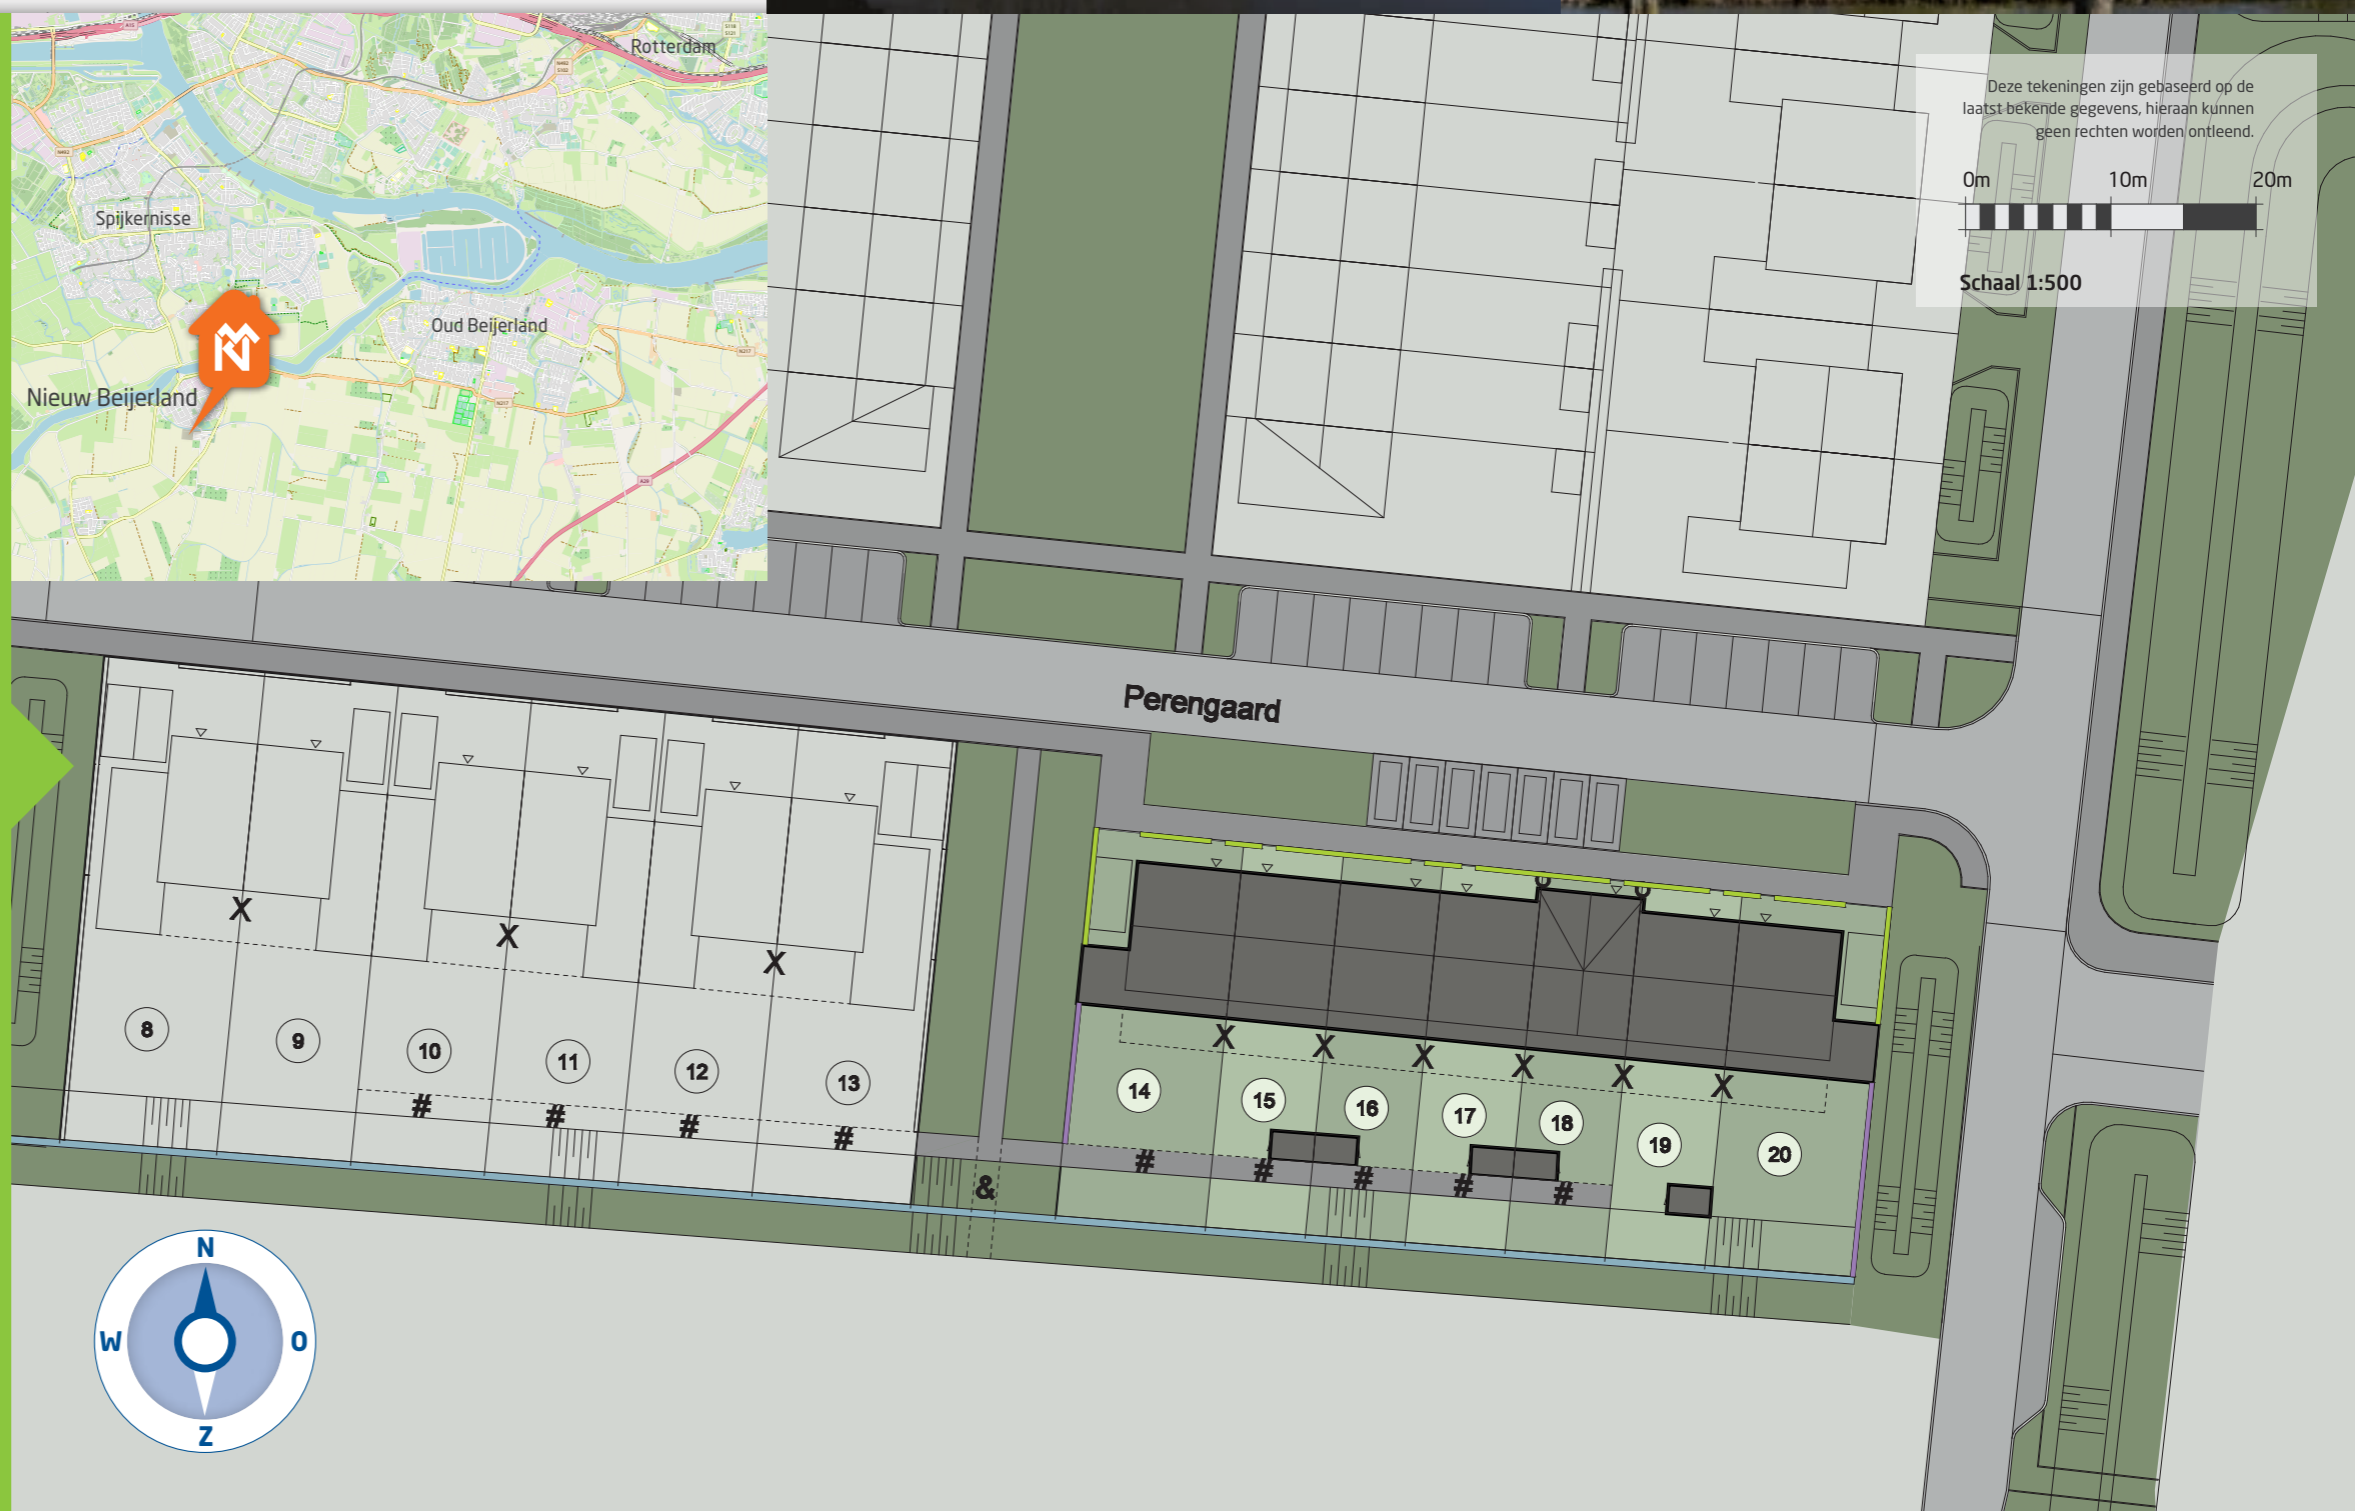 Rotterdam
Spijkernisse
Oud Beijerland
Nieuw Beijerland
Deze tekeningen zijn gebaseerd op de
laatst bekende gegevens, hieraan kunnen
geen rechten worden ontleend.
0m 10m 20m
Schaal 1:500
Perengaard
X X X
X X X X X X
8 9 10 11 12 13
14 15 16 17 18 19 20
# # # #
# # # # #
&
N
W O
Z